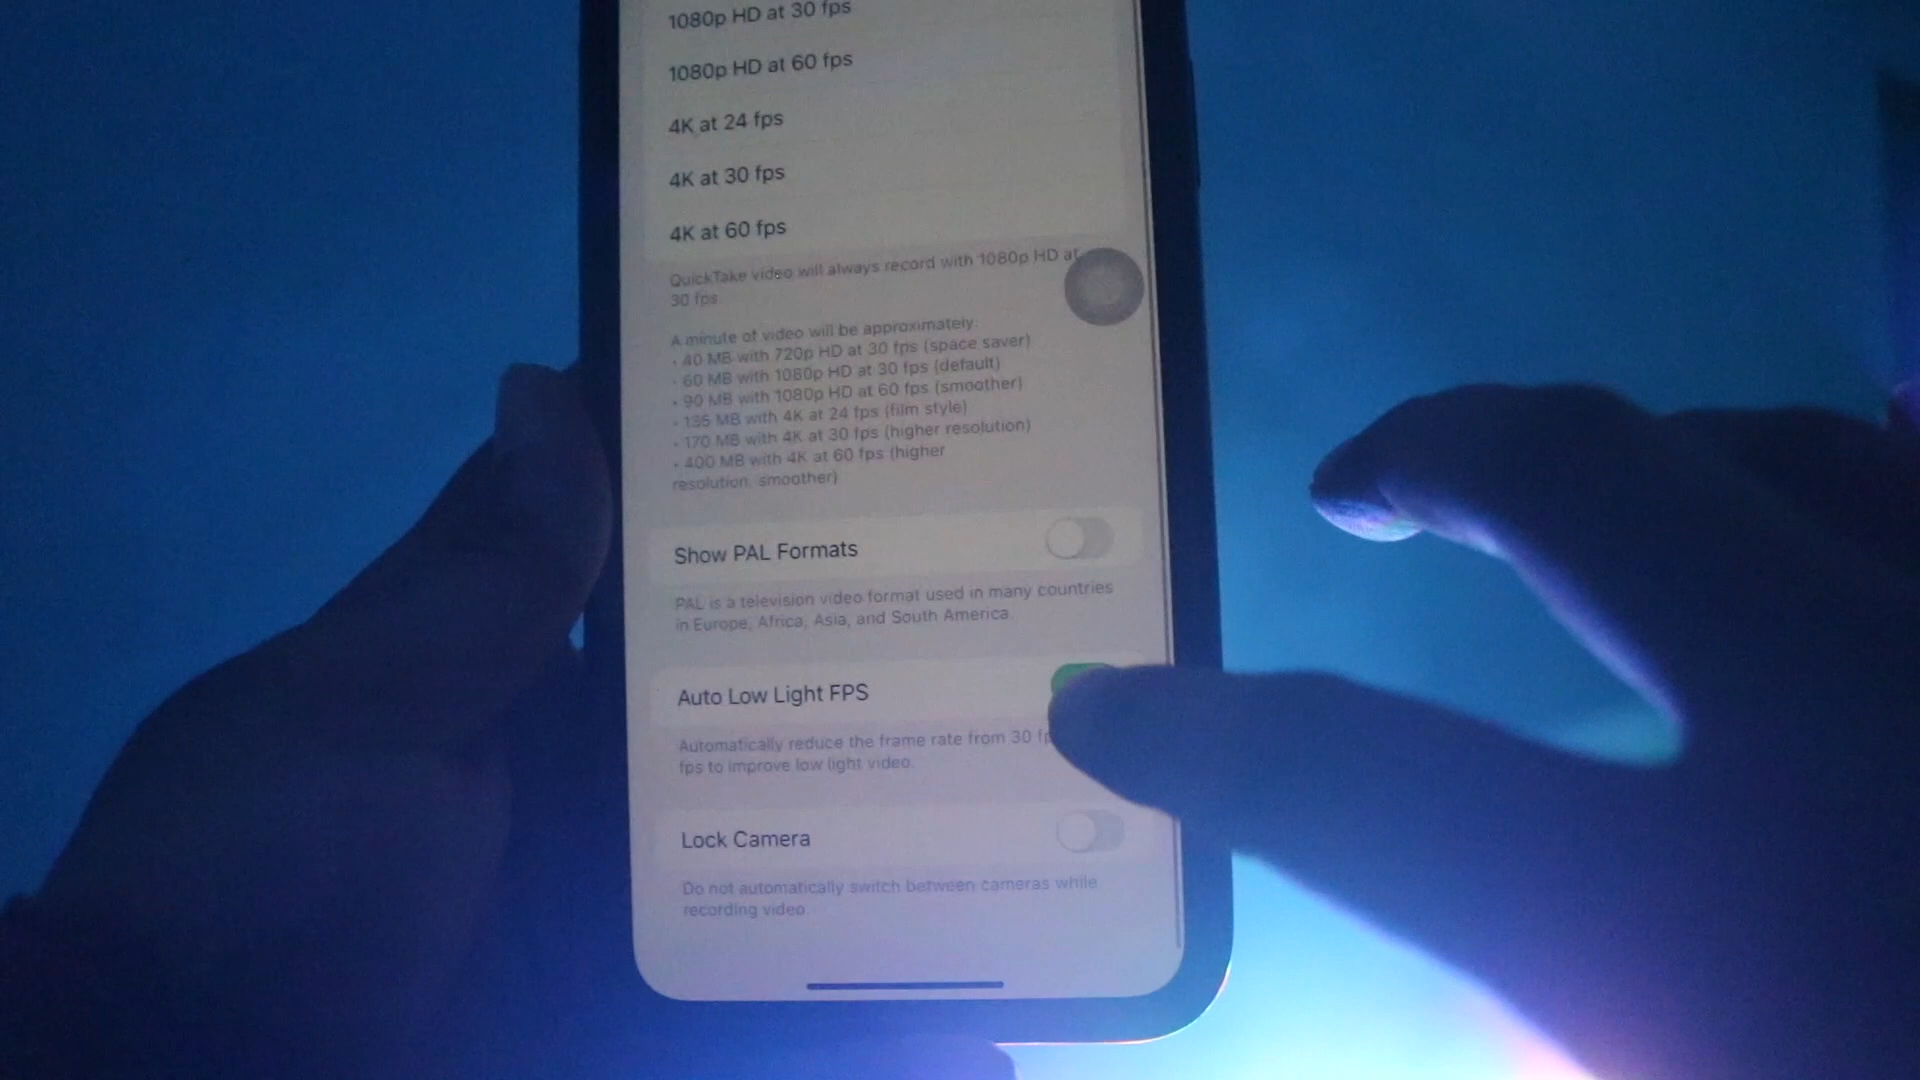 1080p HD at 30 fps
1080p HD at 60 fps
4K at 24 fps
4K at 30 fps
4K at 60 fps
QuickTake video will always record with 1080p HD at
30 fps.
A minute of video will be approximately:
• 40 MB with 720p HD at 30 fps (space saver)
• 60 MB with 1080p HD at 30 fps (default)
• 90 MB with 1080p HD at 60 fps (smoother)
• 135 MB with 4K at 24 fps (film style)
• 170 MB with 4K at 30 fps (higher resolution)
• 400 MB with 4K at 60 fps (higher
resolution, smoother)
Show PAL Formats
PAL is a television video format used in many countries
in Europe, Africa, Asia, and South America.
Auto Low Light FPS
Automatically reduce the frame rate from 30
fps to improve low light video.
Lock Camera
Do not automatically switch between cameras while
recording video.